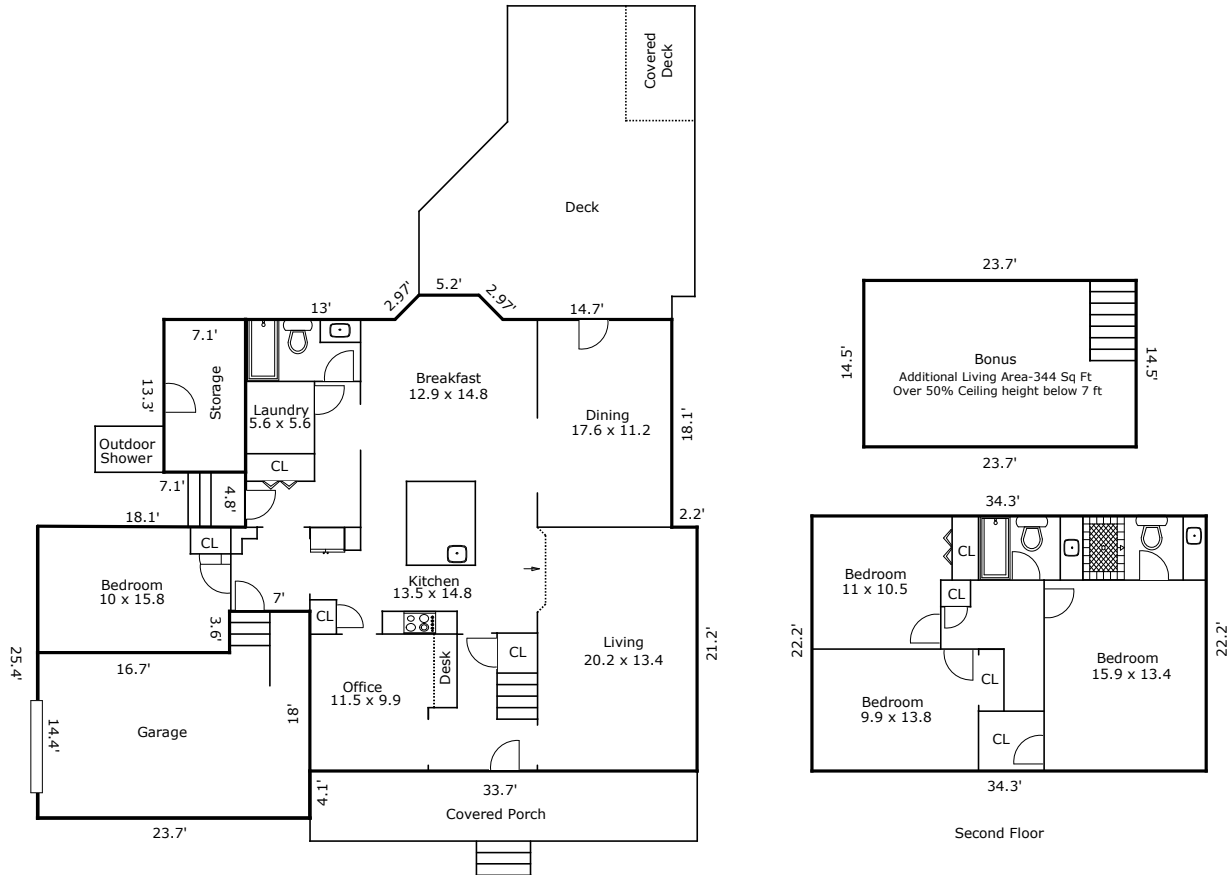 Covered
Deck
Deck
5.2'
2.97'
2.97'
13'
14.7'
7.1'
13.3'
Storage
Breakfast
12.9 x 14.8
Laundry
5.6 x 5.6
Dining
17.6 x 11.2
18.1'
Outdoor
Shower
CL
7.1'
4.8'
18.1'
2.2'
CL
Bedroom
10 x 15.8
7'
Kitchen
13.5 x 14.8
CL
3.6'
25.4'
16.7'
Living
20.2 x 13.4
21.2'
CL
Desk
Office
11.5 x 9.9
18'
14.4'
Garage
4.1'
33.7'
Covered Porch
23.7'
23.7'
14.5'
Bonus
Additional Living Area-344 Sq Ft
Over 50% Ceiling height below 7 ft
14.5'
23.7'
34.3'
CL
Bedroom
11 x 10.5
CL
22.2'
22.2'
Bedroom
15.9 x 13.4
CL
Bedroom
9.9 x 13.8
CL
34.3'
Second Floor